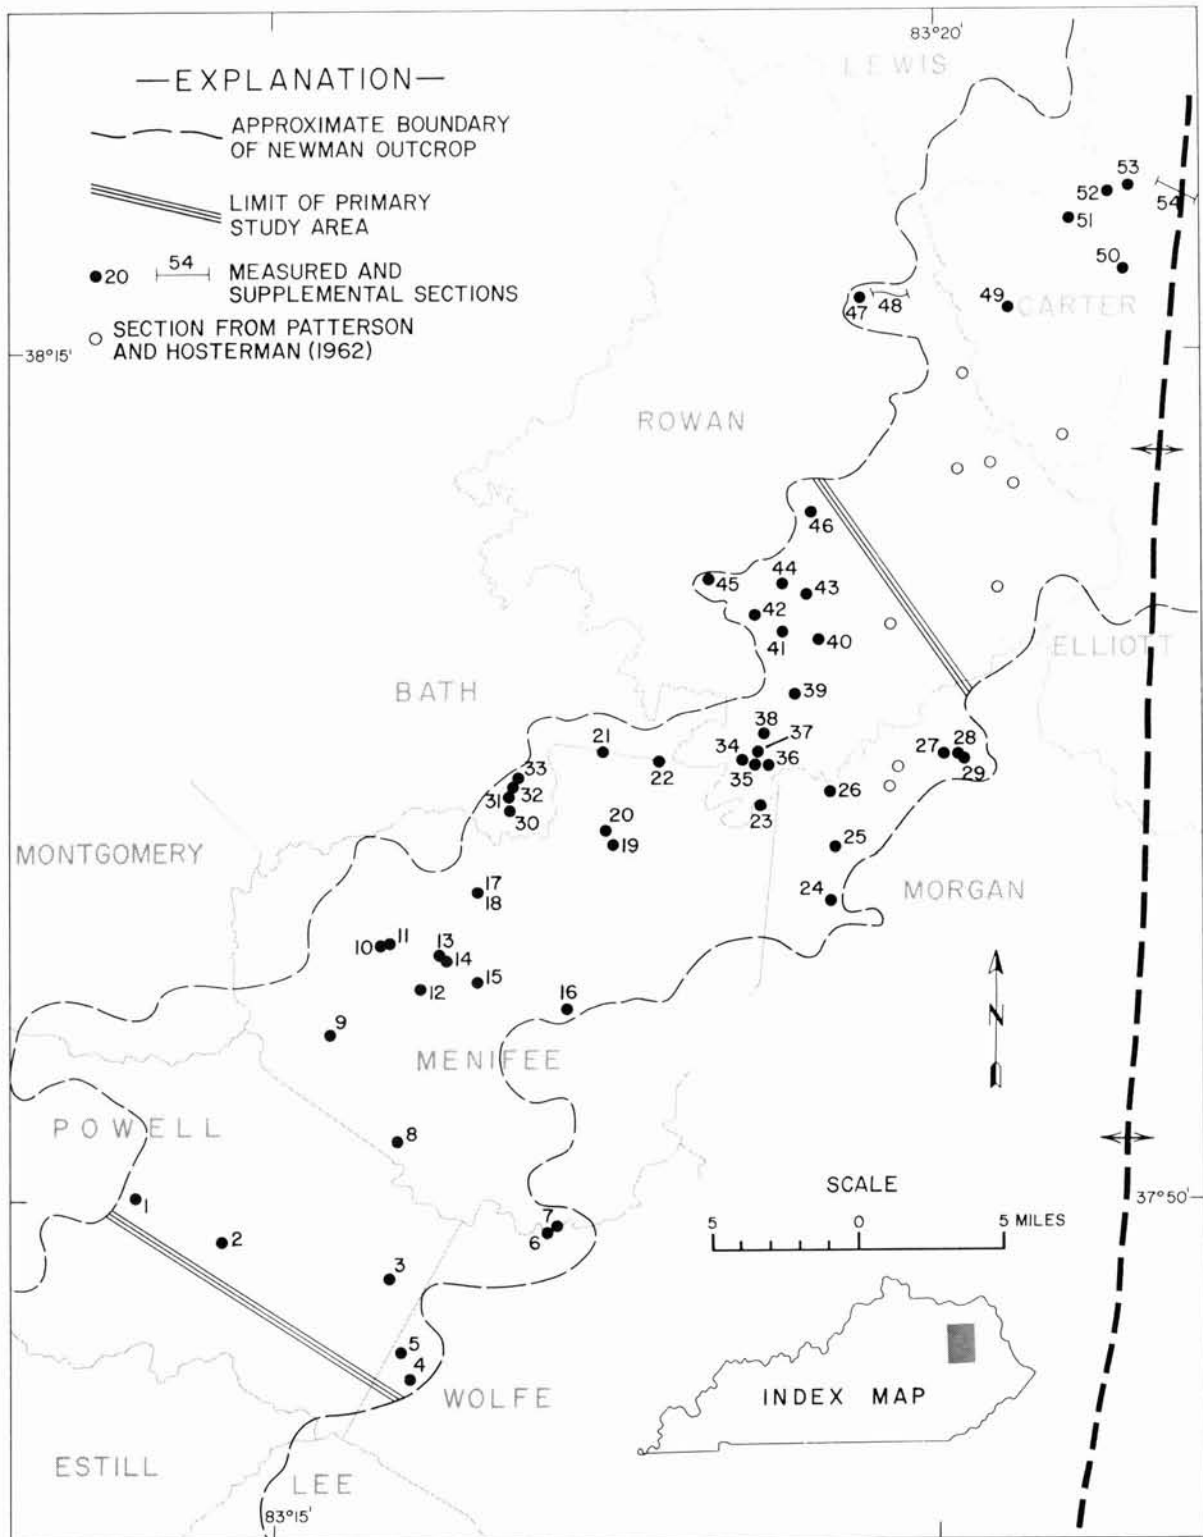 83°20'
LEWIS
—EXPLANATION—
APPROXIMATE BOUNDARY
OF NEWMAN OUTCROP
LIMIT OF PRIMARY
STUDY AREA
20
54
MEASURED AND
SUPPLEMENTAL SECTIONS
SECTION FROM PATTERSON
AND HOSTERMAN (1962)
53
52
54
51
50
49
CARTER
47
48
38°15'
ROWAN
46
45
44
43
42
41
40
ELLIOTT
BATH
39
38
37
21
34
35
36
22
27
28
29
33
32
31
30
26
23
20
19
25
MONTGOMERY
17
18
24
MORGAN
10
11
13
14
12
15
16
9
N
MENIFEE
POWELL
8
SCALE
37°50'
1
7
6
5
0
5 MILES
2
3
5
4
WOLFE
INDEX MAP
ESTILL
LEE
83°15'